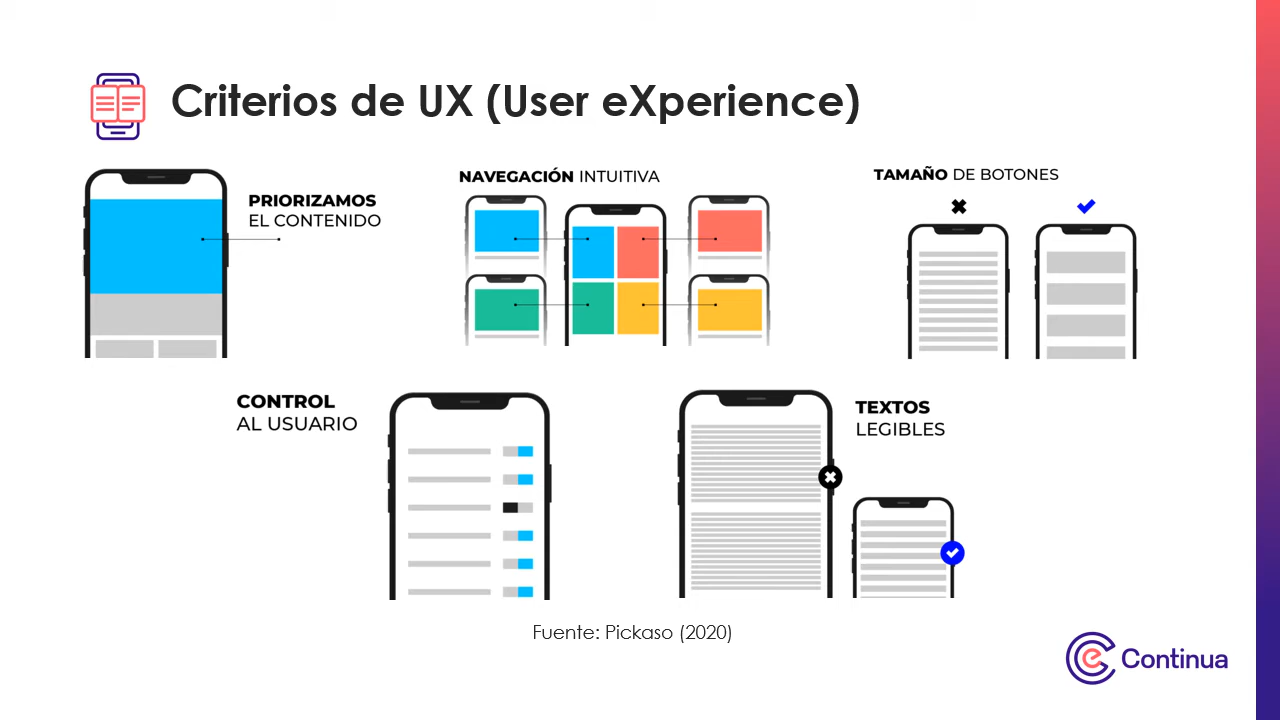 Criterios de UX (User eXperience)
PRIORIZAMOS
EL CONTENIDO
NAVEGACIÓN INTUITIVA
TAMAÑO DE BOTONES
CONTROL
AL USUARIO
TEXTOS
LEGIBLES
Fuente: Pickaso (2020)
e Continua